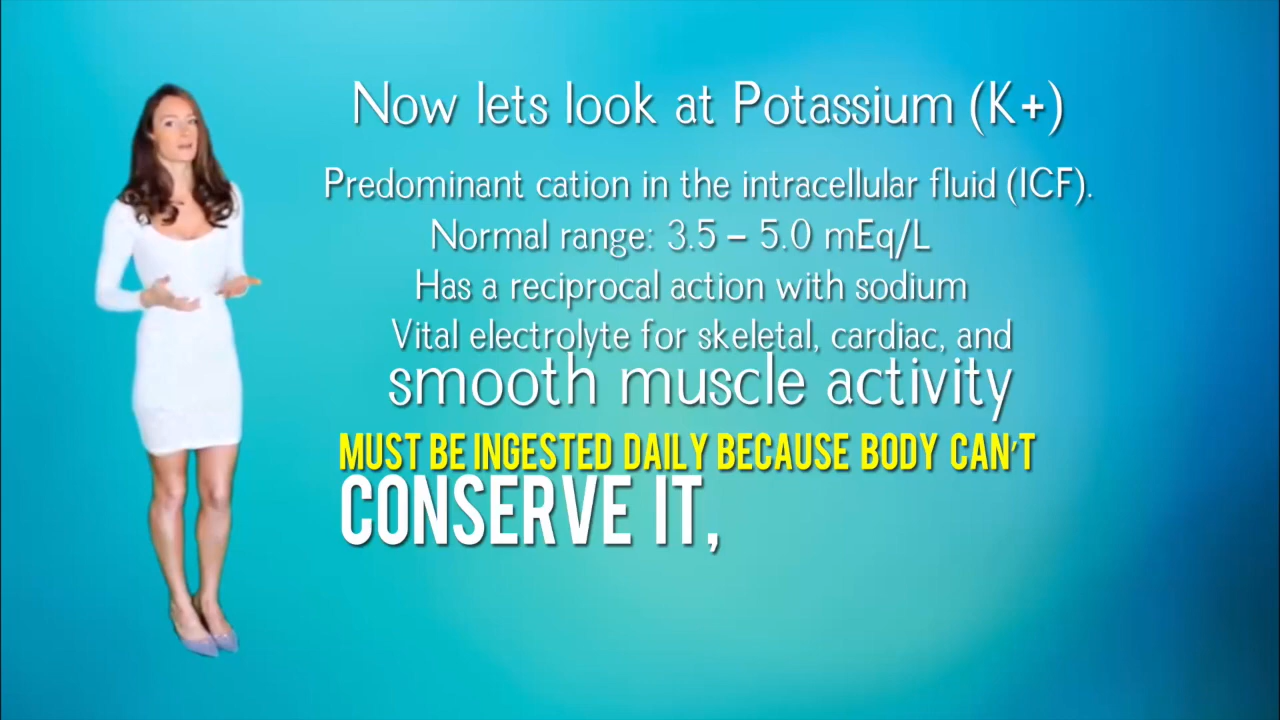 Now lets look at Potassium (K+)
Predominant cation in the intracellular fluid (ICF).
Normal range: 3.5 – 5.0 mEq/L
Has a reciprocal action with sodium
Vital electrolyte for skeletal, cardiac, and
smooth muscle activity
MUST BE INGESTED DAILY BECAUSE BODY CAN'T
CONSERVE IT,